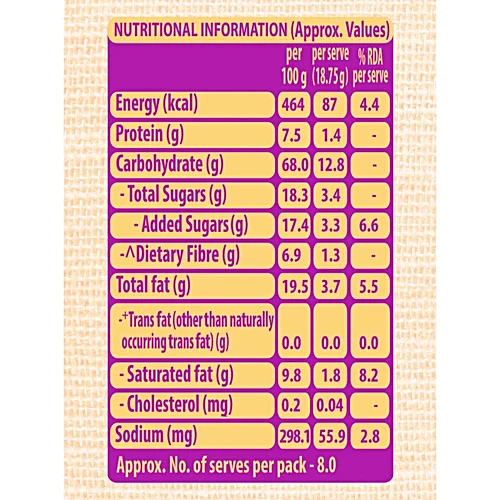 NUTRITIONAL INFORMATION (Approx. Values)
per 100 g per serve (18.75g) % RDA per serve
Energy (kcal) 464 87 4.4
Protein (g) 7.5 1.4 -
Carbohydrate (g) 68.0 12.8 -
- Total Sugars (g) 18.3 3.4 -
- Added Sugars (g) 17.4 3.3 6.6
-^Dietary Fibre (g) 6.9 1.3 -
Total fat (g) 19.5 3.7 5.5
-+Trans fat (other than naturally
occurring trans fat) (g) 0.0 0.0 0.0
- Saturated fat (g) 9.8 1.8 8.2
- Cholesterol (mg) 0.2 0.04 -
Sodium (mg) 298.1 55.9 2.8
Approx. No. of serves per pack - 8.0